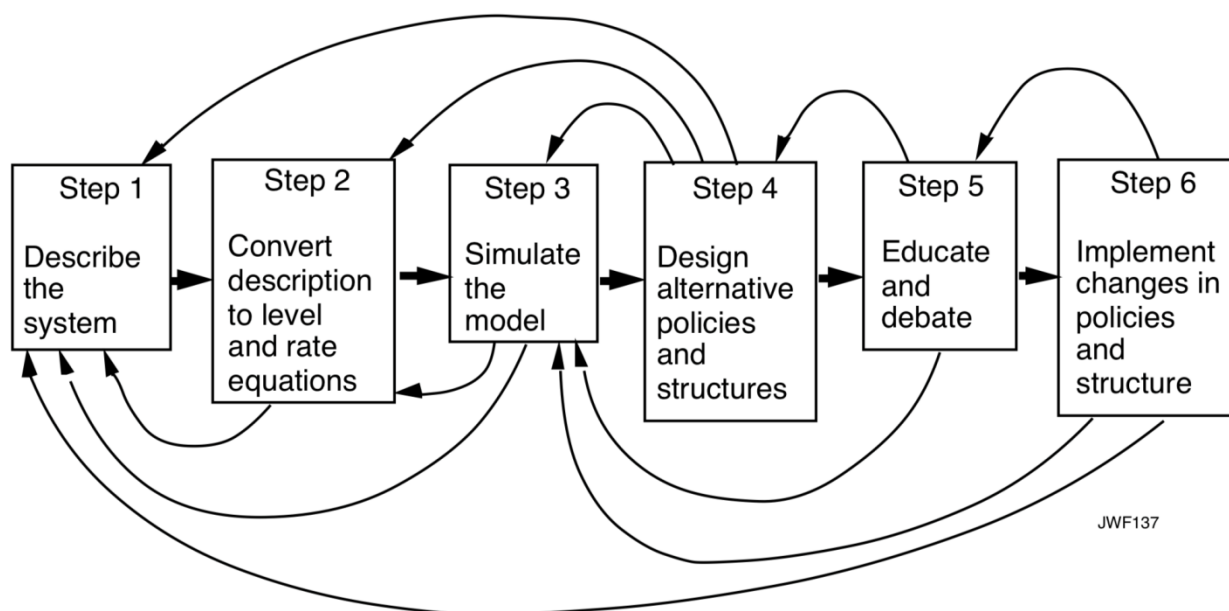 Step 1
Describe
the
system
Step 2
Convert
description
to level
and rate
equations
Step 3
Simulate
the
model
Step 4
Design
alternative
policies
and
structures
Step 5
Educate
and
debate
Step 6
Implement
changes in
policies
and
structure
JWF137